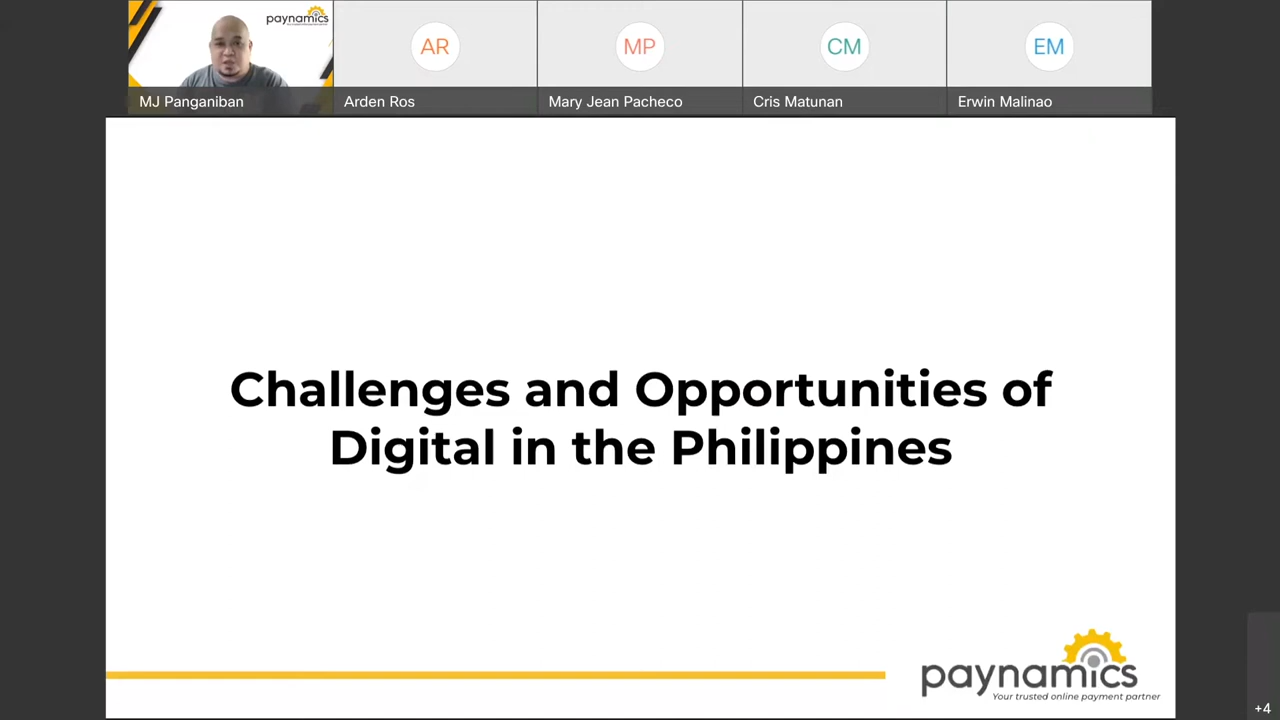 paynamics
AR
MP
CM
EM
MJ Panganiban
Arden Ros
Mary Jean Pacheco
Cris Matunan
Erwin Malinao
Challenges and Opportunities of
Digital in the Philippines
paynamics
Your trusted online payment partner
+4